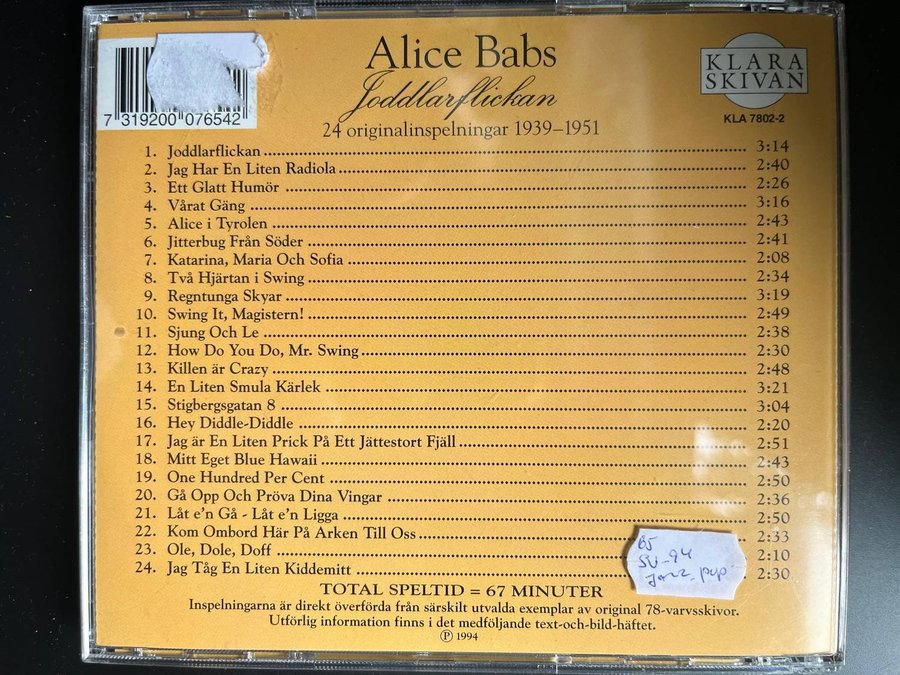 Alice Babs
Joddlarflickan
24 originalinspelningar 1939–1951
KLARA
SKIVAN
KLA 7802-2
7 319200 076542
1. Joddlarflickan 3:14
2. Jag Har En Liten Radiola 2:40
3. Ett Glatt Humör 2:26
4. Vårat Gäng 3:16
5. Alice i Tyrolen 2:43
6. Jitterbug Från Söder 2:41
7. Katarina, Maria Och Sofia 2:08
8. Två Hjärtan i Swing 2:34
9. Regntunga Skyar 3:19
10. Swing It, Magistern! 2:49
11. Sjung Och Le 2:38
12. How Do You Do, Mr. Swing 2:30
13. Killen är Crazy 2:48
14. En Liten Smula Kärlek 3:21
15. Stigbergsgatan 8 3:04
16. Hey Diddle-Diddle 2:20
17. Jag är En Liten Prick På Ett Jättestort Fjäll 2:51
18. Mitt Eget Blue Hawaii 2:43
19. One Hundred Per Cent 2:50
20. Gå Opp Och Pröva Dina Vingar 2:36
21. Låt e'n Gå - Låt e'n Ligga 2:50
22. Kom Ombord Här På Arken Till Oss 2:33
23. Ole, Dole, Doff 2:10
24. Jag Tåg En Liten Kiddemitt 2:30
85
SV-94
Jazz-pop
TOTAL SPELTID = 67 MINUTER
Inspelningarna är direkt överförda från särskilt utvalda exemplar av original 78-varvsskivor.
Utförlig information finns i det medföljande text-och-bild-häftet.
Ⓟ 1994